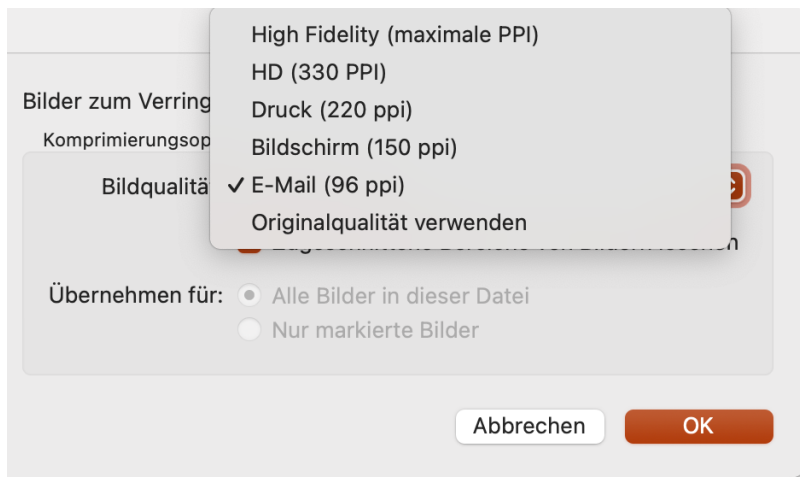 High Fidelity (maximale PPI)
HD (330 PPI)
Bilder zum Verring
Druck (220 ppi)
Komprimierungsop
Bildschirm (150 ppi)
Bildqualitä
✓ E-Mail (96 ppi)
Originalqualität verwenden
Übernehmen für: Alle Bilder in dieser Datei
Nur markierte Bilder
Abbrechen OK